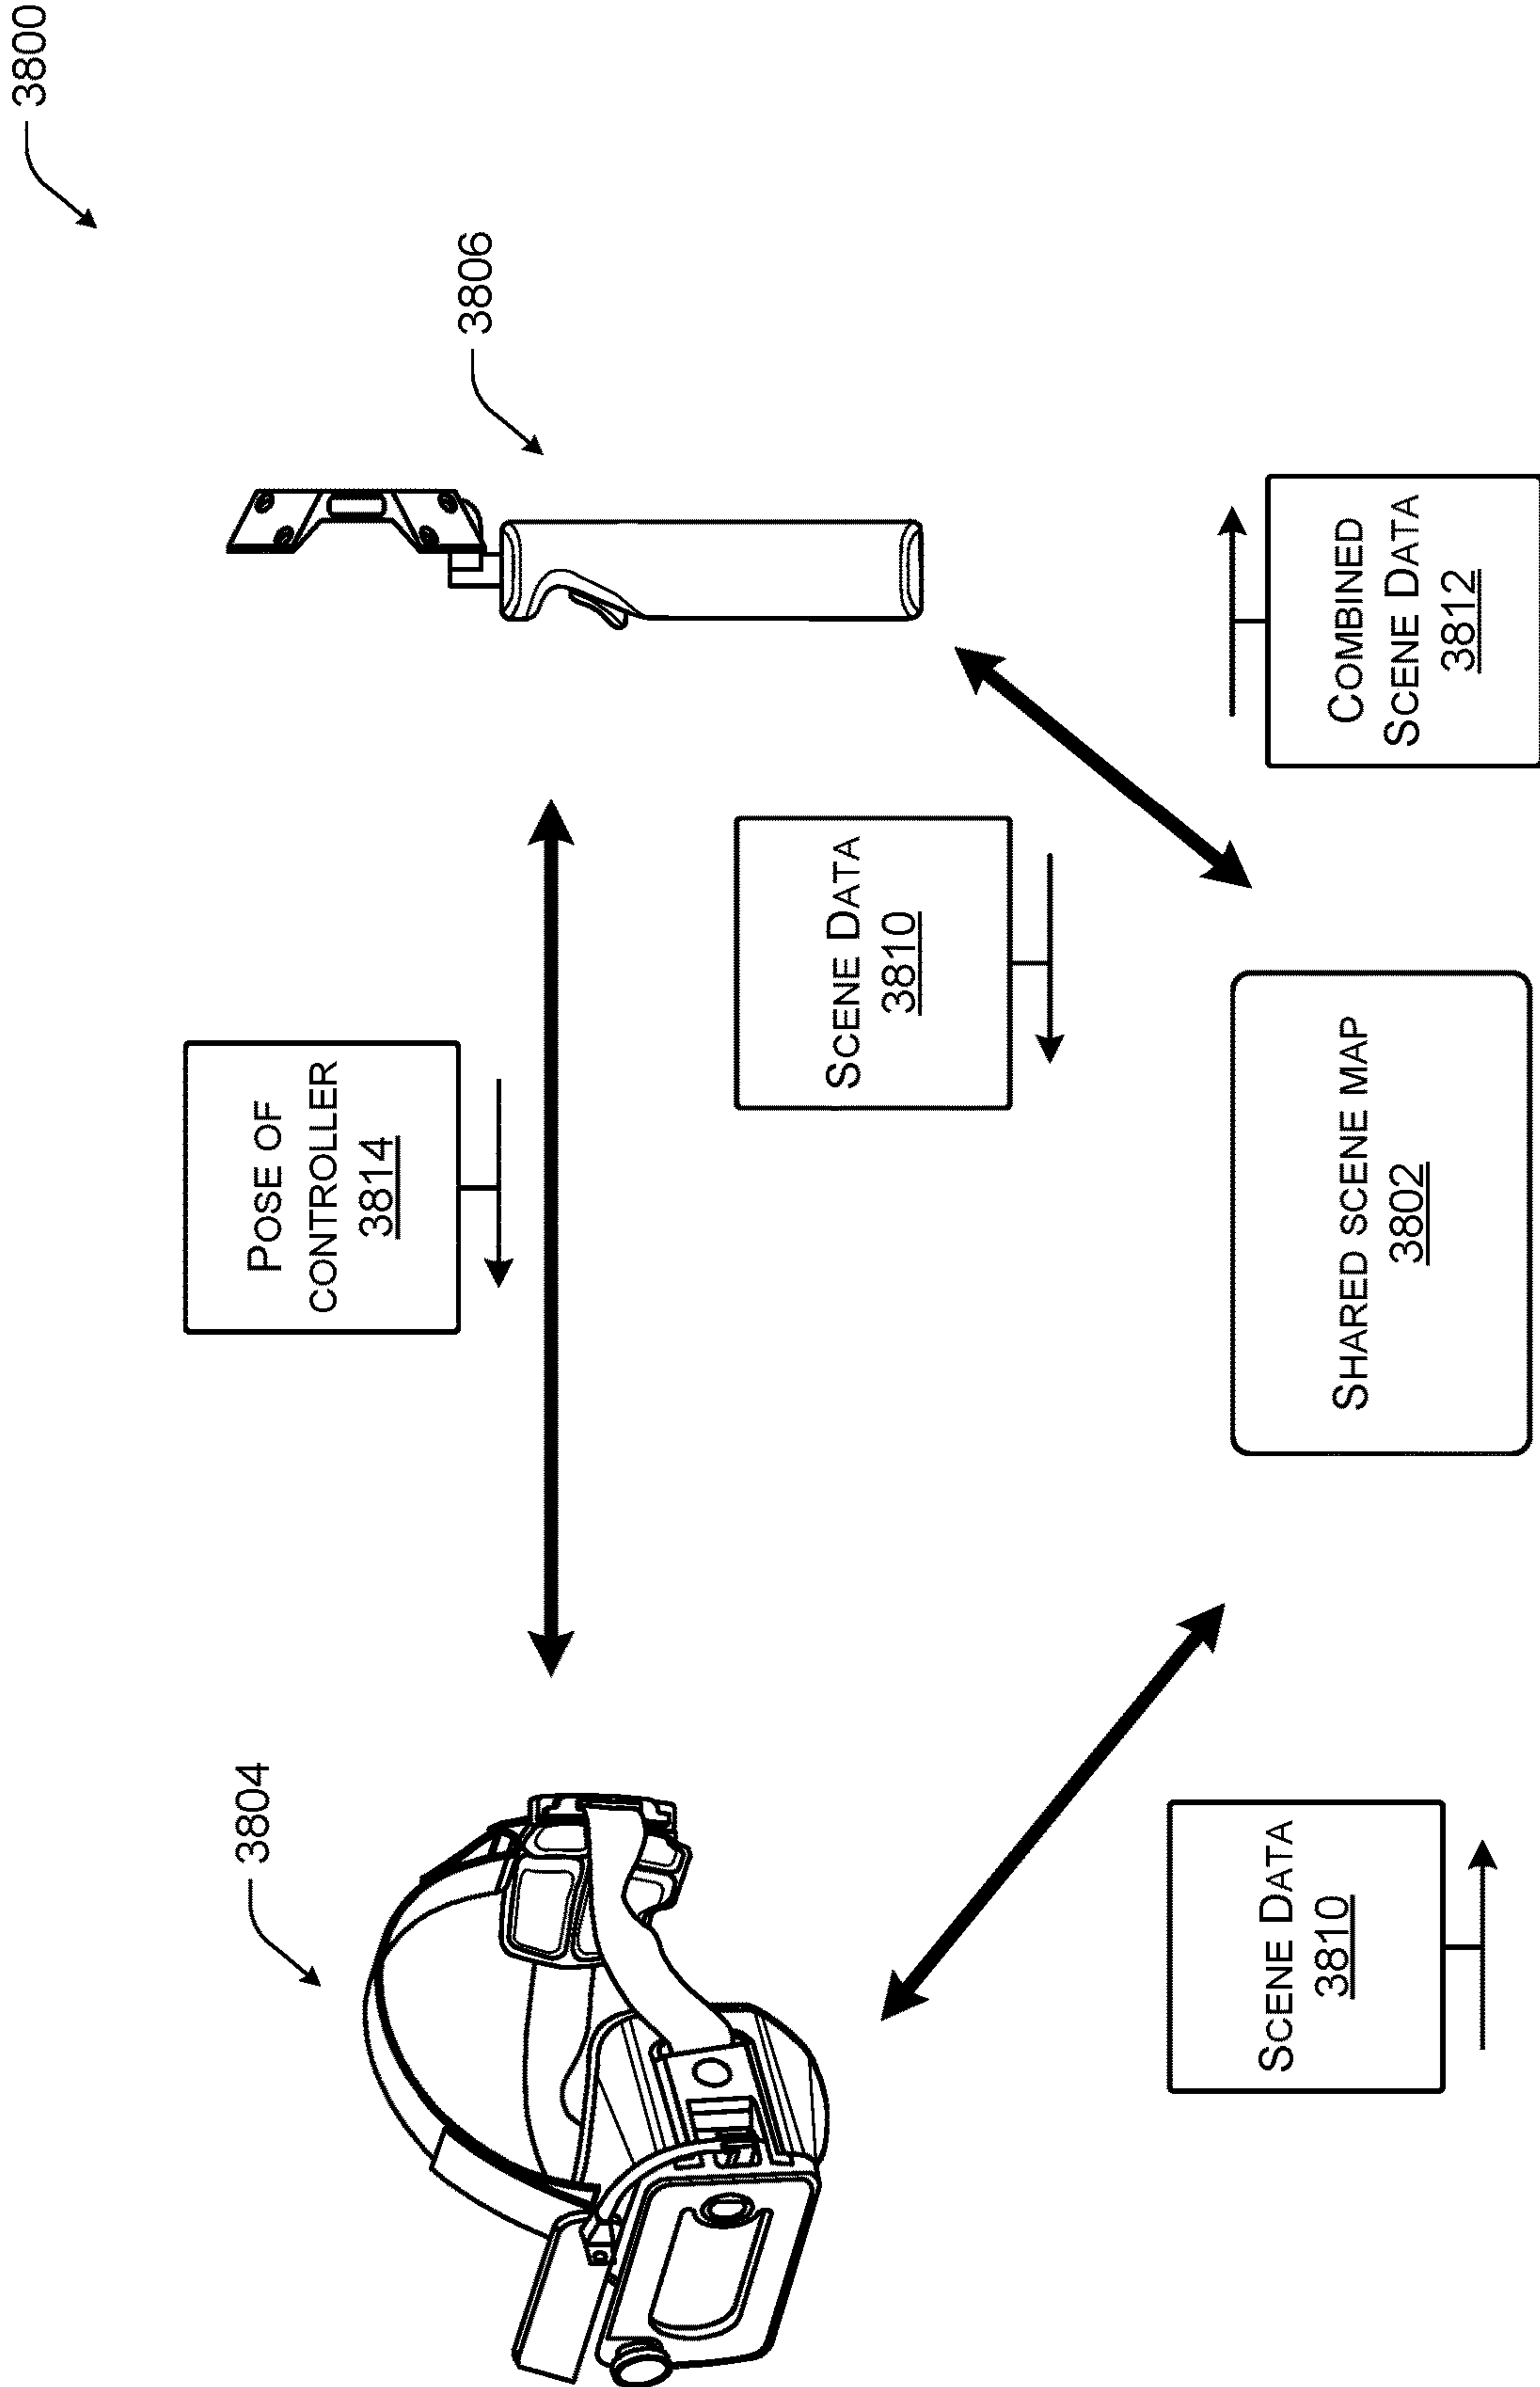 3800
3804
3806
POSE OF
CONTROLLER
3814
SCENE DATA
3810
SCENE DATA
3810
SHARED SCENE MAP
3802
COMBINED
SCENE DATA
3812